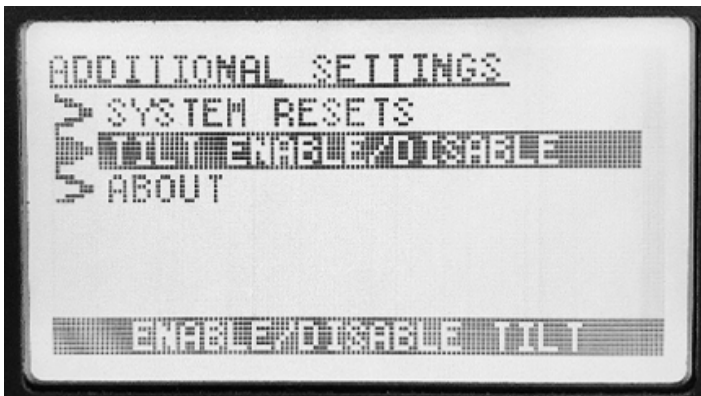 ADDITIONAL SETTINGS
> SYSTEM RESETS
> TILT ENABLE/DISABLE
> ABOUT
ENABLE/DISABLE TILT